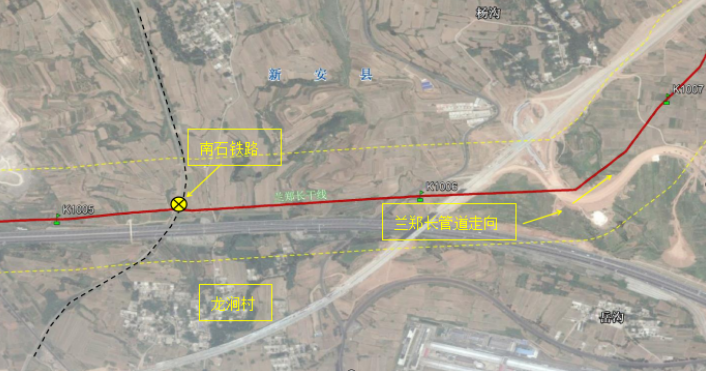 杨沟
新 安 县
K1007
南石铁路
K1006
兰郑长干线
K1005
兰郑长管道走向
龙涧村
岳沟